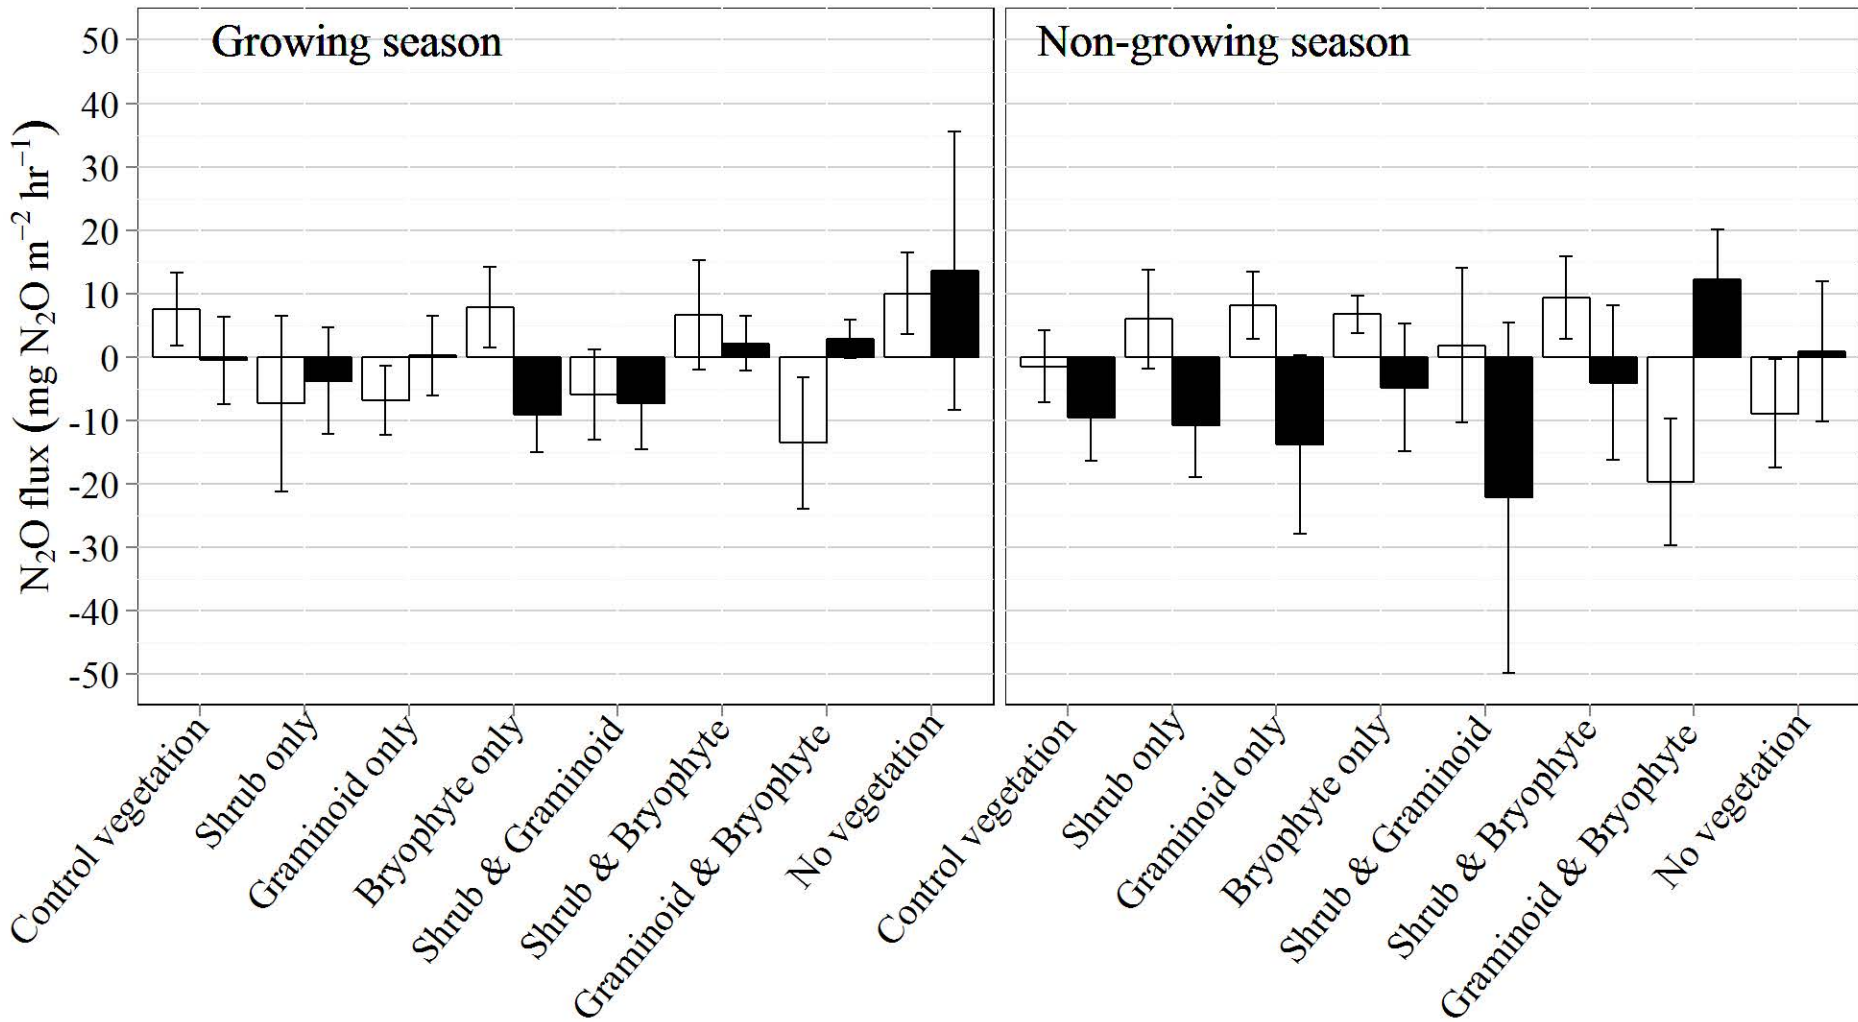 Growing season
Non-growing season
N₂O flux (mg N₂O m⁻² hr⁻¹)
50
40
30
20
10
0
-10
-20
-30
-40
-50
Control vegetation
Shrub only
Graminoid only
Bryophyte only
Shrub & Graminoid
Shrub & Bryophyte
Graminoid & Bryophyte
No vegetation
Control vegetation
Shrub only
Graminoid only
Bryophyte only
Shrub & Graminoid
Shrub & Bryophyte
Graminoid & Bryophyte
No vegetation